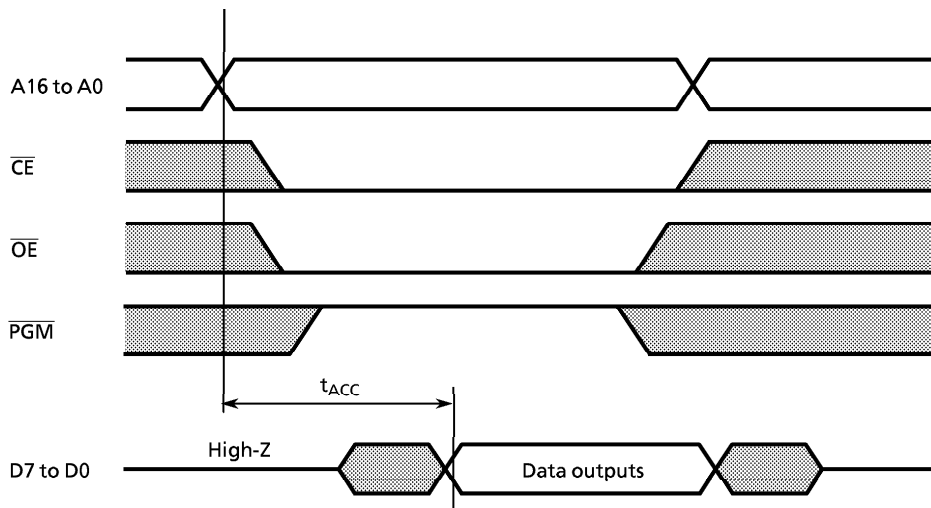 A16 to A0
CE
OE
PGM
tACC
High-Z
D7 to D0
Data outputs